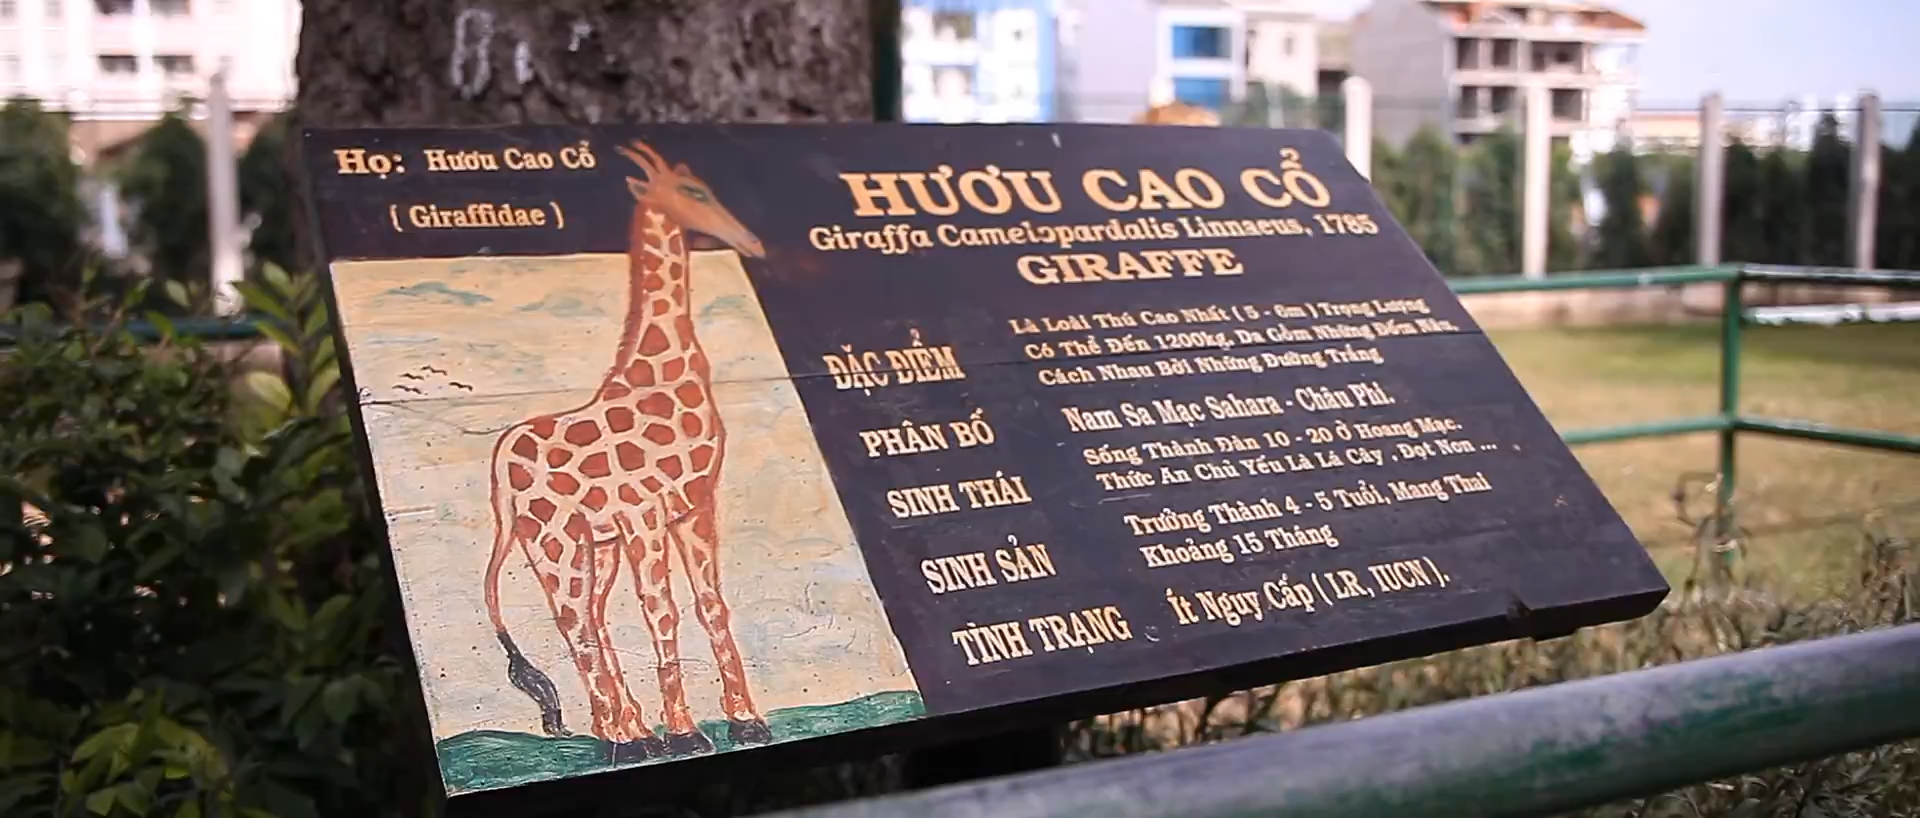 Họ: Hươu Cao Cổ
( Giraffidae )
HƯƠU CAO CỔ
Giraffa Camelopardalis Linnaeus, 1785
GIRAFFE
ĐẶC ĐIỂM
Là Loài Thú Cao Nhất ( 5 - 6m ) Trọng Lượng
Có Thể Đến 1200kg. Da Gồm Những Đốm Nâu,
Cách Nhau Bởi Những Đường Trắng
PHÂN BỐ
Nam Sa Mạc Sahara - Châu Phi.
SINH THÁI
Sống Thành Đàn 10 - 20 Ở Hoang Mạc.
Thức Ăn Chủ Yếu Là Lá Cây , Đọt Non ...
SINH SẢN
Trưởng Thành 4 - 5 Tuổi, Mang Thai
Khoảng 15 Tháng
TÌNH TRẠNG
Ít Nguy Cấp ( LR, IUCN ).